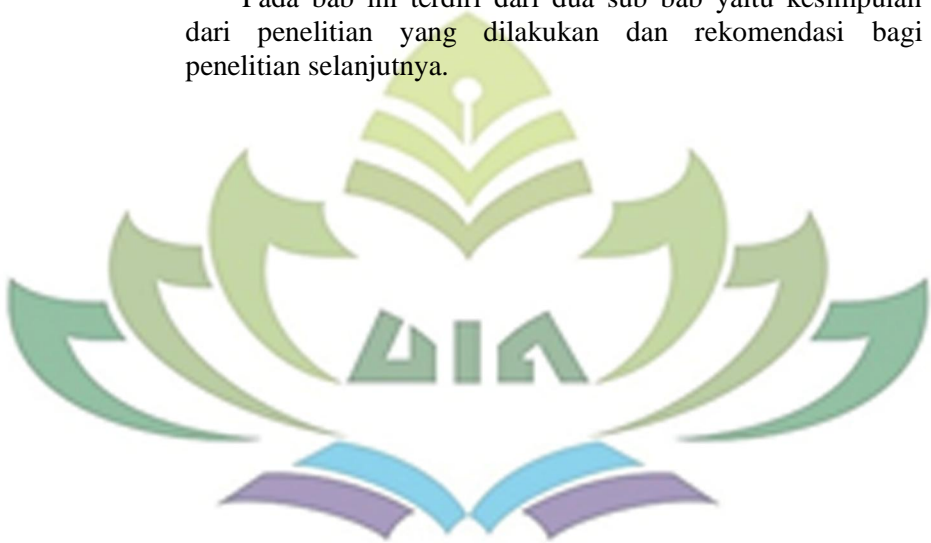 Pada bab ini terdiri dari dua sub bab yaitu kesimpulan
dari penelitian yang dilakukan dan rekomendasi bagi
penelitian selanjutnya.
UIN